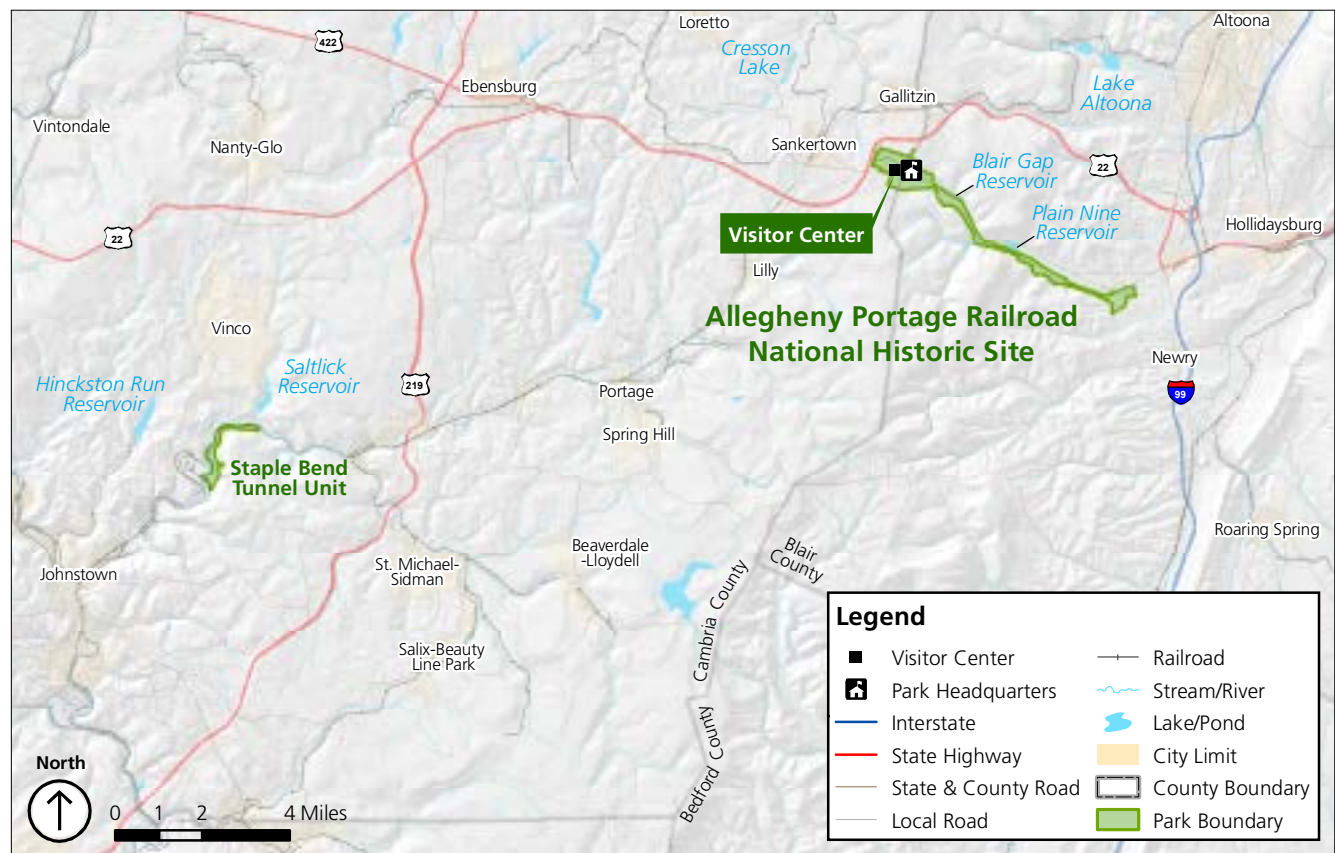 Loretto
Altoona
422
Cresson
Lake
Ebensburg
Gallitzin
Lake
Altoona
Vintondale
Nanty-Glo
Sankertown
Blair Gap
Reservoir
22
Plain Nine
Reservoir
Hollidaysburg
22
Visitor Center
Lilly
Allegheny Portage Railroad
National Historic Site
Vinco
Saltlick
Reservoir
Newry
Hinckston Run
Reservoir
219
Portage
99
Spring Hill
Staple Bend
Tunnel Unit
Roaring Spring
Johnstown
St. Michael-
Sidman
Beaverdale
-Lloydell
Blair
County
Cambria County
Salix-Beauty
Line Park
Bedford County
Legend
Visitor Center
Park Headquarters
Interstate
State Highway
State & County Road
Local Road
Railroad
Stream/River
Lake/Pond
City Limit
County Boundary
Park Boundary
North
0 1 2 4 Miles